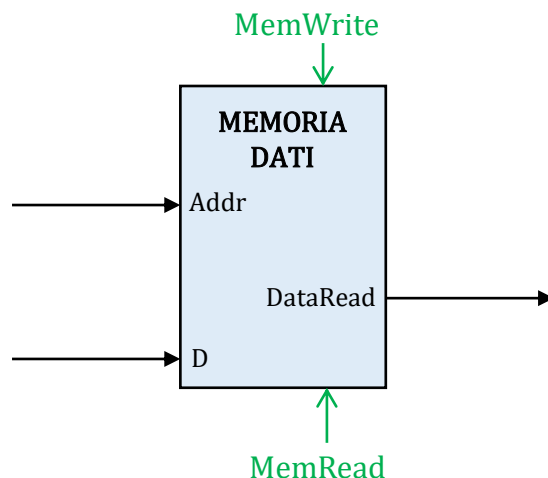 MemWrite
MEMORIA
DATI
Addr
DataRead
D
MemRead